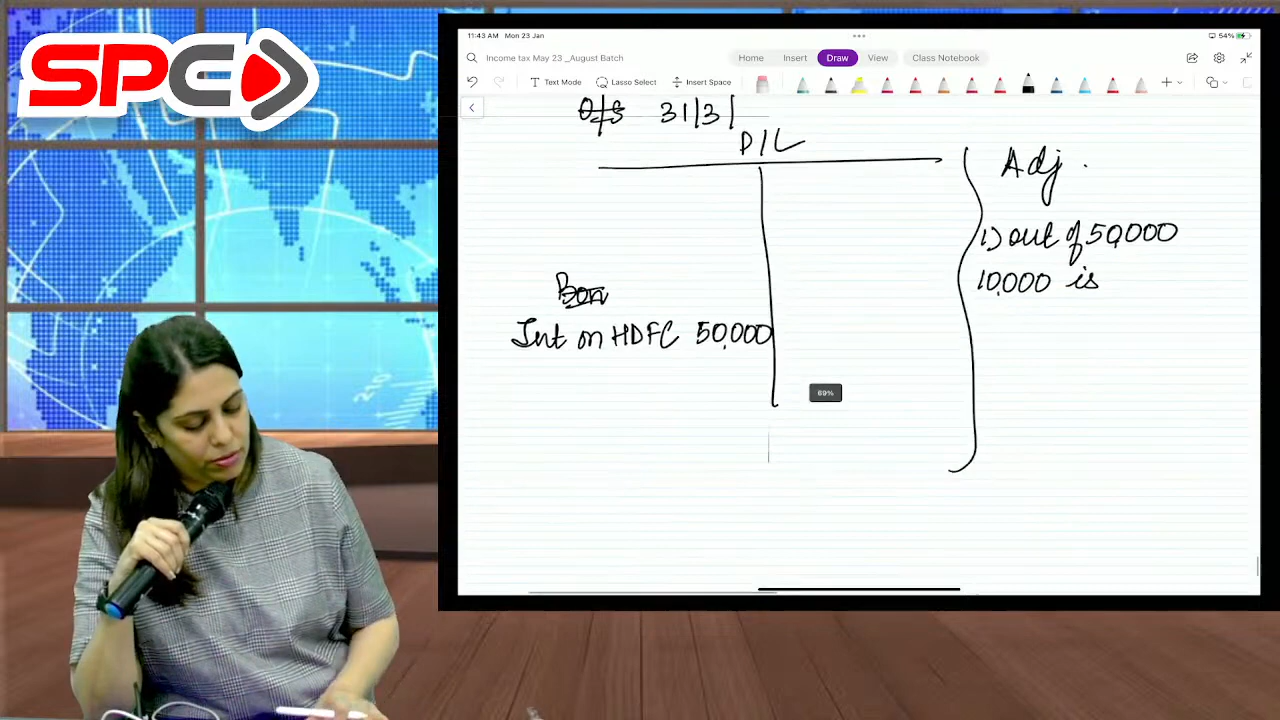 SPC
11:43 AM Mon 23 Jan
54%
Income tax May 23 _August Batch
Home Insert Draw View Class Notebook
Text Mode Lasso Select Insert Space
O/S 31/3/
P/L
Adj.
1) out of 50,000
10,000 is
Bon
Int on HDFC 50,000
69%